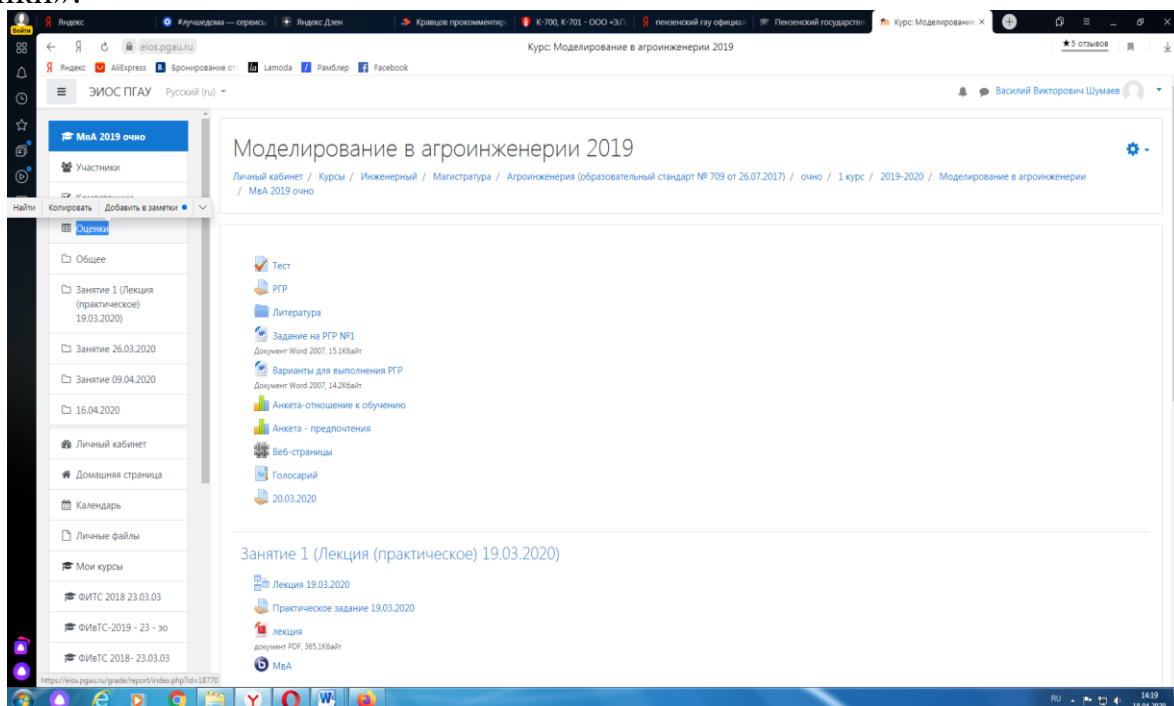 Яндекс
#лучшедома — сервисы
Яндекс Дзен
Кравцов прокомментир
К-700, К-701 - ООО «З.Г
пензенский гау официал
Пензенский государстве
Курс: Моделирование
Войти
eios.pgau.ru
Курс: Моделирование в агроинженерии 2019
★5 отзывов
Яндекс
AliExpress
Бронирование от
Lamoda
Рамблер
Facebook
ЭИОС ПГАУ
Русский (ru)
Василий Викторович Шумаев
МвА 2019 очно
Участники
Найти
Копировать
Добавить в заметки
Оценки
Общее
Занятие 1 (Лекция
(практическое)
19.03.2020)
Занятие 26.03.2020
Занятие 09.04.2020
16.04.2020
Личный кабинет
Домашняя страница
Календарь
Личные файлы
Мои курсы
ФИТС 2018 23.03.03
ФИвТС-2019 - 23 - зо
ФИвТС 2018- 23.03.03
https://eios.pgau.ru/grade/report/index.php?id=18770
Моделирование в агроинженерии 2019
Личный кабинет / Курсы / Инженерный / Магистратура / Агроинженерия (образовательный стандарт № 709 от 26.07.2017) / очно / 1 курс / 2019-2020 / Моделирование в агроинженерии
/ МвА 2019 очно
Тест
РГР
Литература
Задание на РГР №1
Документ Word 2007, 15.1Кбайт
Варианты для выполнения РГР
Документ Word 2007, 14.2Кбайт
Анкета-отношение к обучению
Анкета - предпочтения
Веб-страницы
Голосарий
20.03.2020
Занятие 1 (Лекция (практическое) 19.03.2020)
Лекция 19.03.2020
Практическое задание 19.03.2020
лекция
документ PDF, 365.1Кбайт
МвА
RU
14:19
18.04.2020